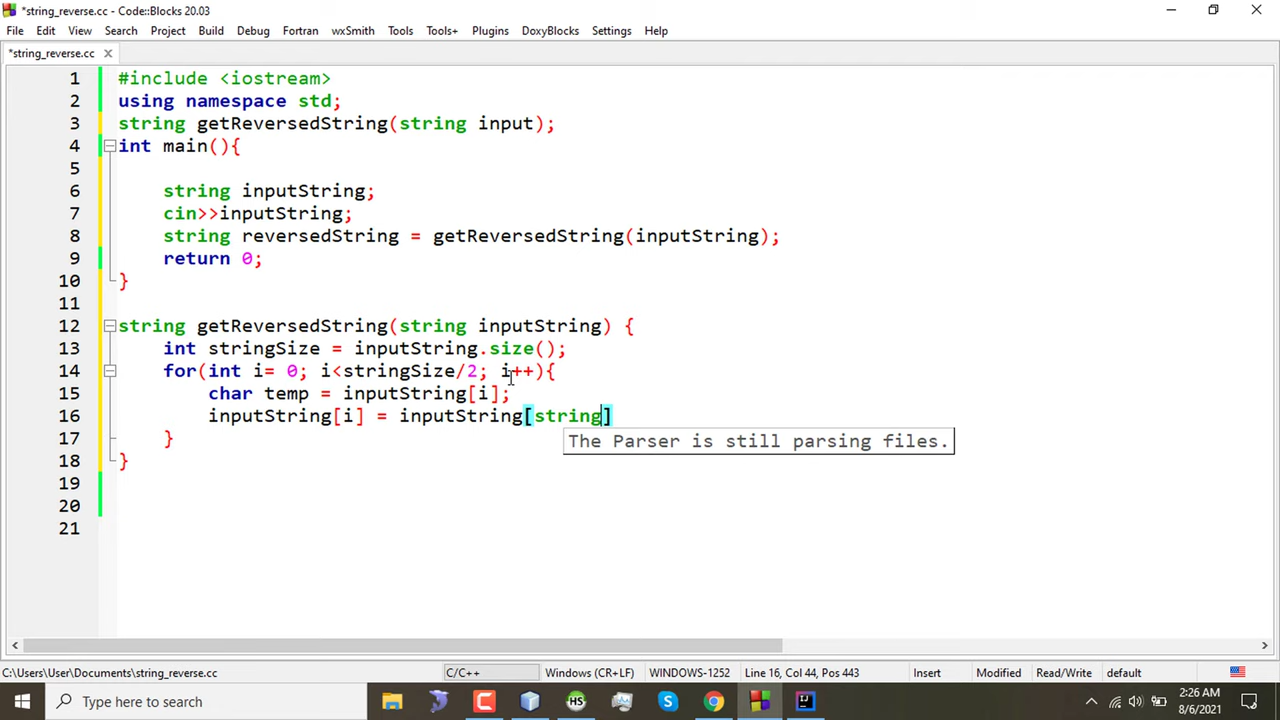 *string_reverse.cc - Code::Blocks 20.03
File Edit View Search Project Build Debug Fortran wxSmith Tools Tools+ Plugins DoxyBlocks Settings Help
*string_reverse.cc
1 #include <iostream>
2 using namespace std;
3 string getReversedString(string input);
4 int main(){
5
6 string inputString;
7 cin>>inputString;
8 string reversedString = getReversedString(inputString);
9 return 0;
10 }
11
12 string getReversedString(string inputString) {
13 int stringSize = inputString.size();
14 for(int i= 0; i<stringSize/2; i++){
15 char temp = inputString[i];
16 inputString[i] = inputString[string]
The Parser is still parsing files.
17 }
18 }
19
20
21
C:\Users\User\Documents\string_reverse.cc C/C++ Windows (CR+LF) WINDOWS-1252 Line 16, Col 44, Pos 443 Insert Modified Read/Write default
Type here to search HS 2:26 AM
8/6/2021